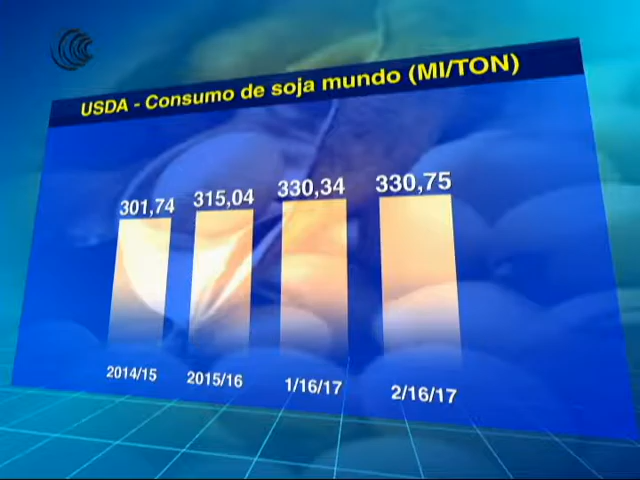 USDA - Consumo de soja mundo (MI/TON)
301,74 315,04 330,34 330,75
2014/15 2015/16 1/16/17 2/16/17